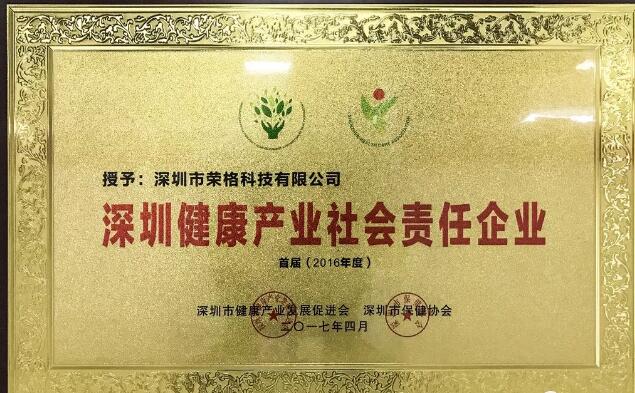 授予：深圳市荣格科技有限公司
深圳健康产业社会责任企业
首届（2016年度）
深圳市健康产业发展促进会 深圳市保健协会
二〇一七年四月